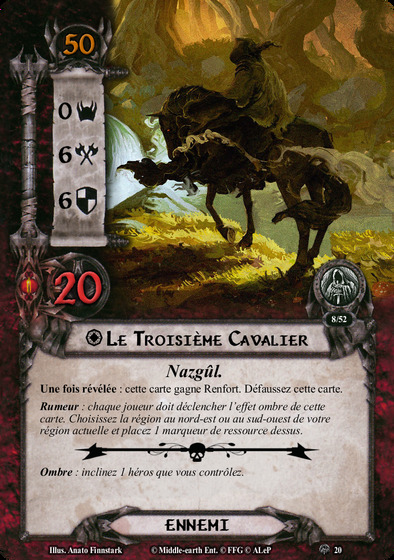 50
0
6
6
20
8/52
Le Troisième Cavalier
Nazgûl.
Une fois révélée : cette carte gagne Renfort. Défaussez cette carte.
Rumeur : chaque joueur doit déclencher l'effet ombre de cette
carte. Choisissez la région au nord-est ou au sud-ouest de votre
région actuelle et placez 1 marqueur de ressource dessus.
Ombre : inclinez 1 héros que vous contrôlez.
ENNEMI
Illus. Anato Finnstark © Middle-earth Ent. © FFG © ALeP 20